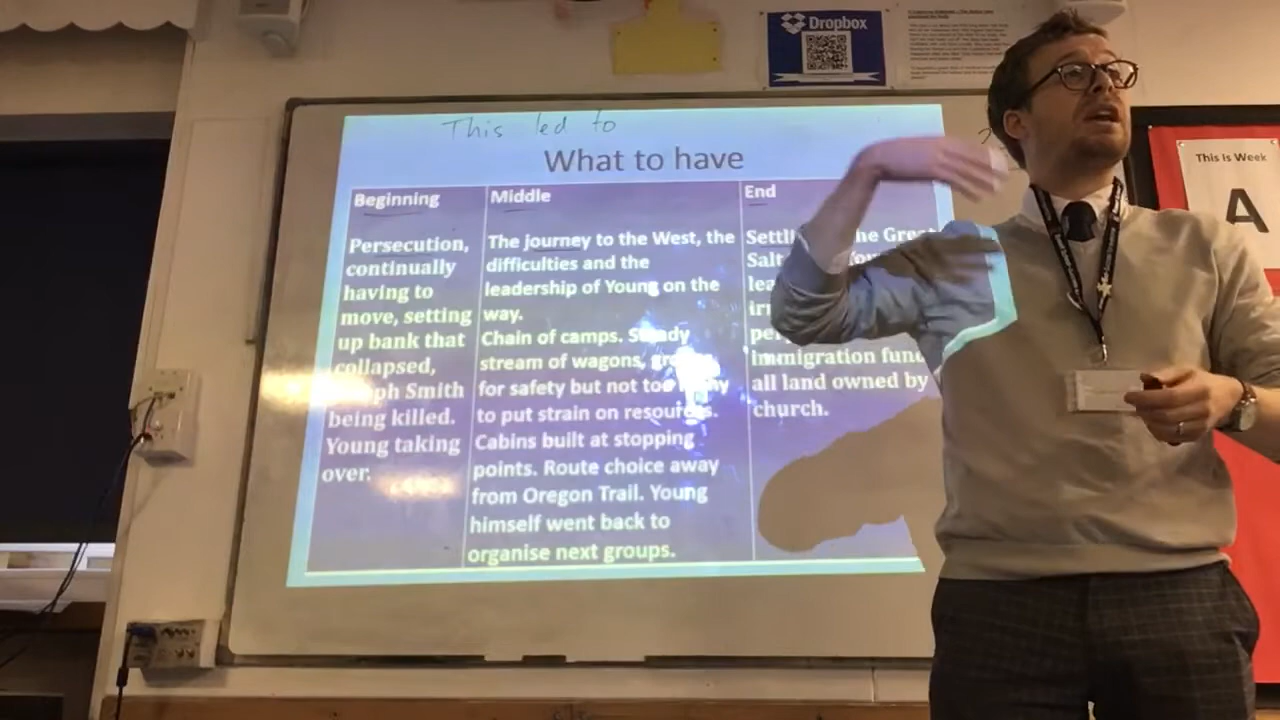 Dropbox
This led to
What to have
Beginning
Persecution,
continually
having to
move, setting
up bank that
collapsed,
Smith
being killed.
Young taking
over.
Middle
The journey to the West, the
difficulties and the
leadership of Young on the
way.
Chain of camps.
stream of wagons,
for safety but not too
to put strain on resources.
Cabins built at stopping
points. Route choice away
from Oregon Trail. Young
himself went back to
organise next groups.
End
Great
Salt
immigration
all land owned by
church.
This Is Week
A